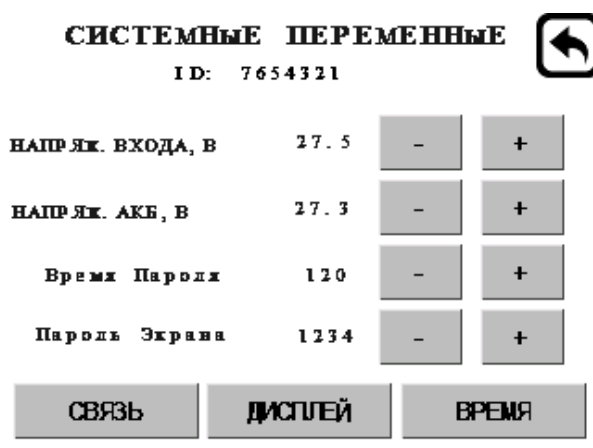 СИСТЕМНЫЕ ПЕРЕМЕННЫЕ
ID: 7654321
НАПРЯЖ. ВХОДА, В 27.5 - +
НАПРЯЖ. АКБ, В 27.3 - +
Время Пароля 120 - +
Пароль Экрана 1234 - +
СВЯЗЬ ДИСПЛЕЙ ВРЕМЯ